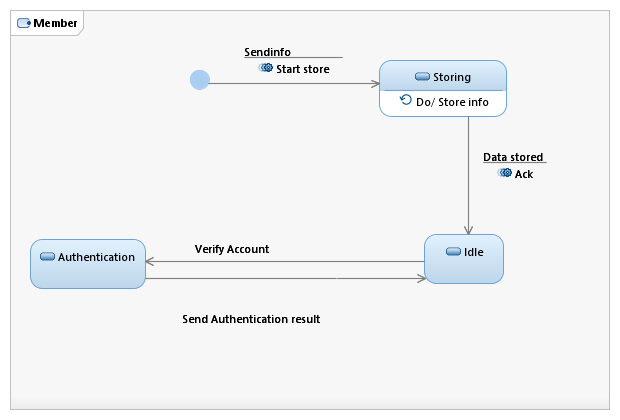 Member
Sendinfo
Start store
Storing
Do/ Store info
Data stored
Ack
Verify Account
Authentication
Idle
Send Authentication result